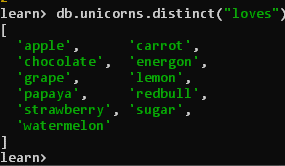 learn> db.unicorns.distinct("loves")
[
  'apple',      'carrot',
  'chocolate',  'energon',
  'grape',      'lemon',
  'papaya',     'redbull',
  'strawberry', 'sugar',
  'watermelon'
]
learn>